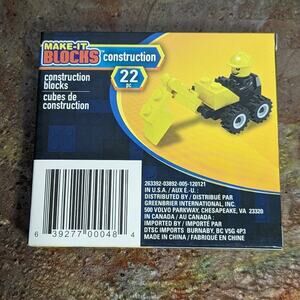 MAKE-IT
BLOCKS™ construction
construction
blocks
22
pc
cubes de
construction
263392-03892-005-120121
IN U.S.A. / AUX É.-U. :
DISTRIBUTED BY / DISTRIBUÉ PAR
GREENBRIER INTERNATIONAL, INC.
500 VOLVO PARKWAY, CHESAPEAKE, VA 23320
IN CANADA / AU CANADA :
IMPORTED BY / IMPORTÉ PAR
DTSC IMPORTS BURNABY, BC V5G 4P3
MADE IN CHINA / FABRIQUÉ EN CHINE
6 39277 00048 4